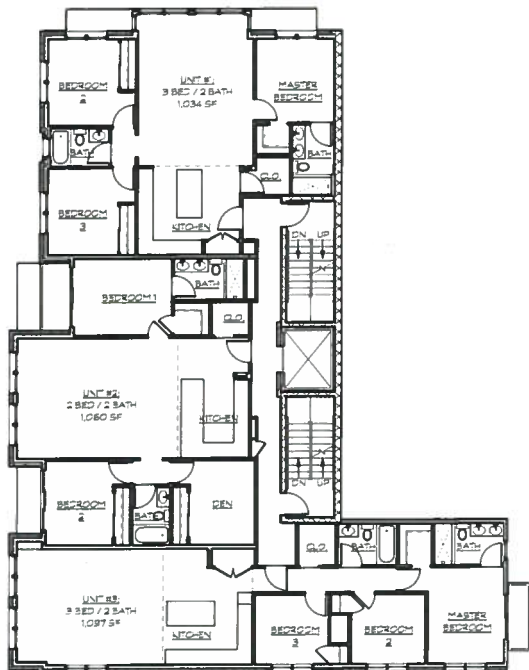 BEDROOM
2
UNIT #1:
3 BED / 2 BATH
1,034 SF
MASTER
BEDROOM
BATH
BATH
CLO.
BEDROOM
3
KITCHEN
DN UP
BEDROOM 1
BATH
CLO.
UNIT #2:
2 BED / 2 BATH
1,060 SF
KITCHEN
BEDROOM
2
BATH
DEN
DN UP
CLO.
BATH
BATH
UNIT #3:
3 BED / 2 BATH
1,097 SF
KITCHEN
BEDROOM
3
BEDROOM
2
MASTER
BEDROOM